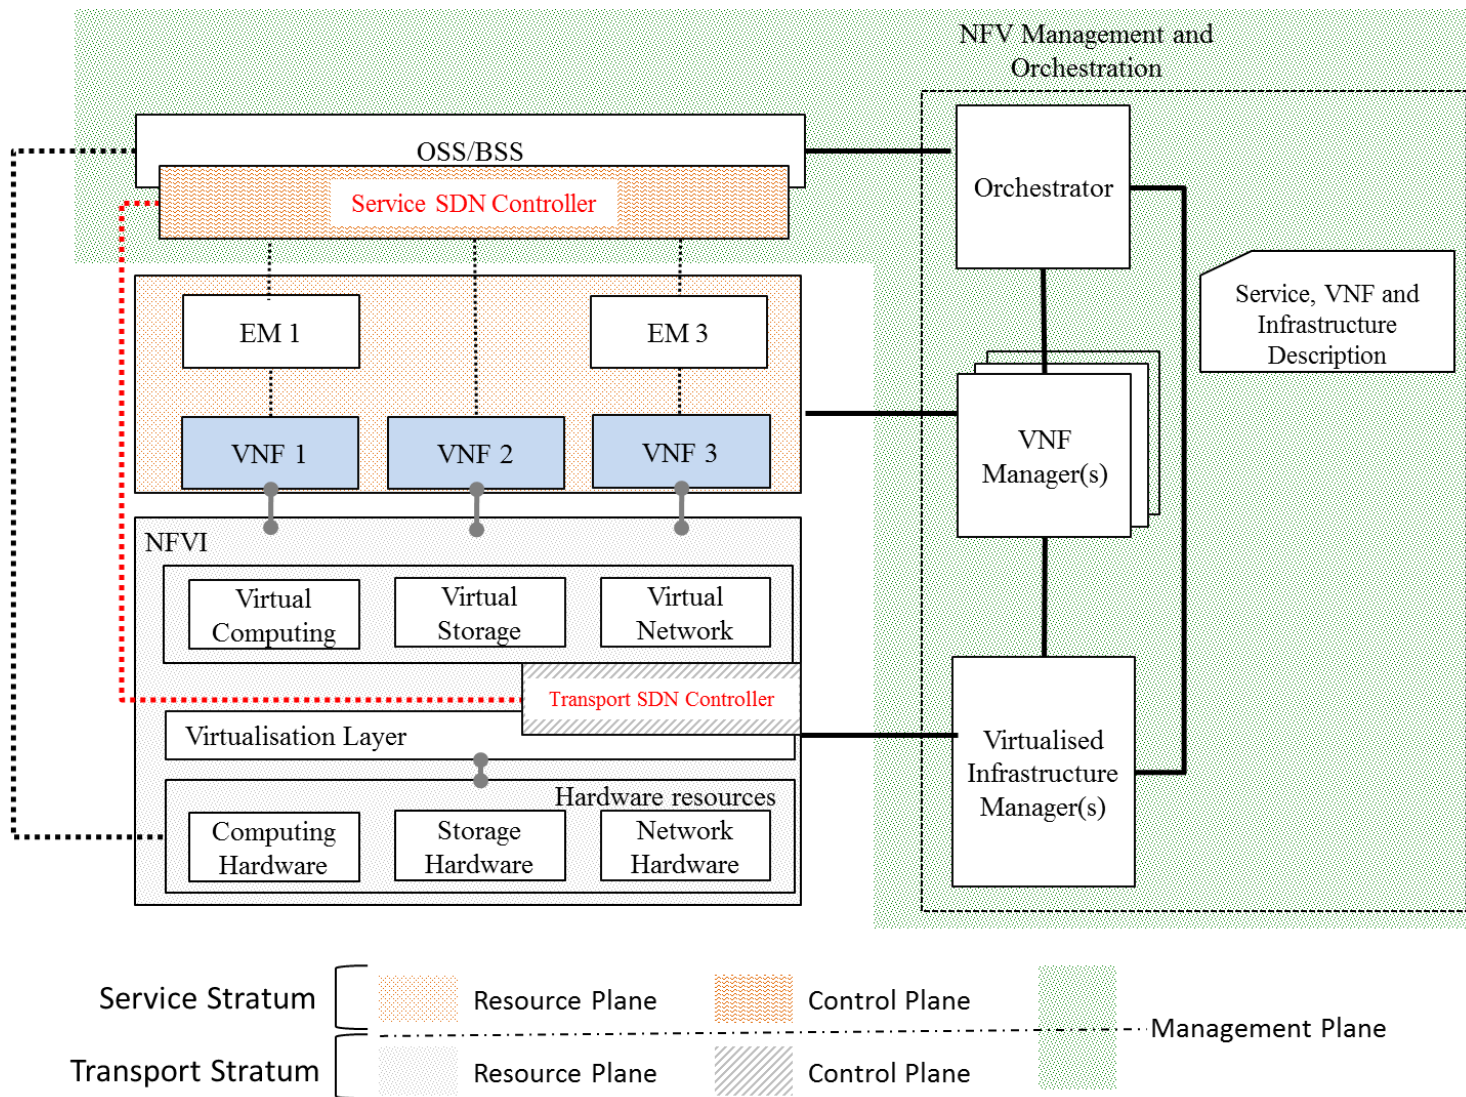 NFV Management and
Orchestration
OSS/BSS
Service SDN Controller
Orchestrator
Service, VNF and
Infrastructure
Description
EM 1
EM 3
VNF 1
VNF 2
VNF 3
VNF
Manager(s)
NFVI
Virtual
Computing
Virtual
Storage
Virtual
Network
Transport SDN Controller
Virtualisation Layer
Virtualised
Infrastructure
Manager(s)
Hardware resources
Computing
Hardware
Storage
Hardware
Network
Hardware
Service Stratum
Resource Plane
Control Plane
Management Plane
Transport Stratum
Resource Plane
Control Plane